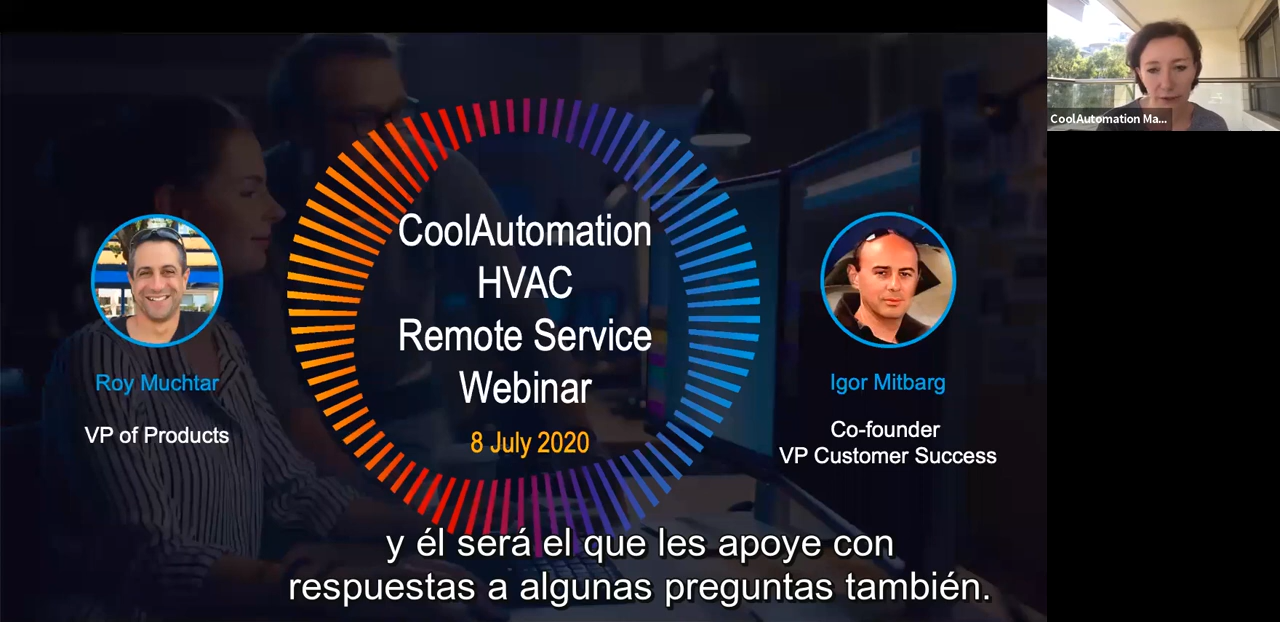 CoolAutomation Ma...
CoolAutomation
HVAC
Remote Service
Webinar
8 July 2020
Roy Muchtar
VP of Products
Igor Mitbarg
Co-founder
VP Customer Success
y él será el que les apoye con
respuestas a algunas preguntas también.